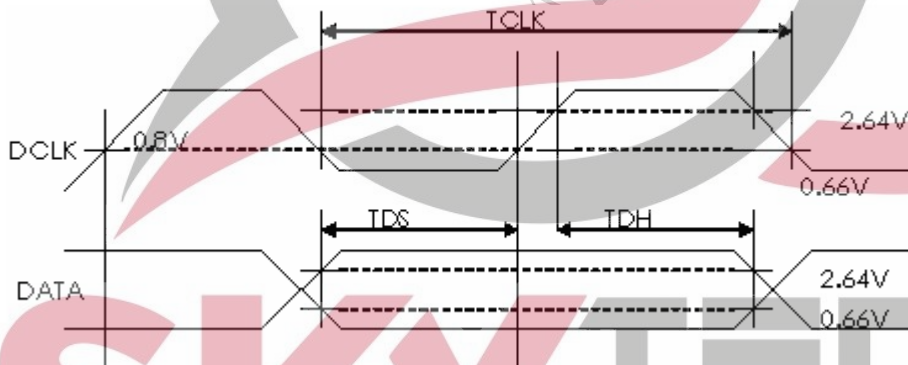 TCLK
2.64V
0.8V
DCLK
0.66V
TDS
TDH
2.64V
DATA
0.66V